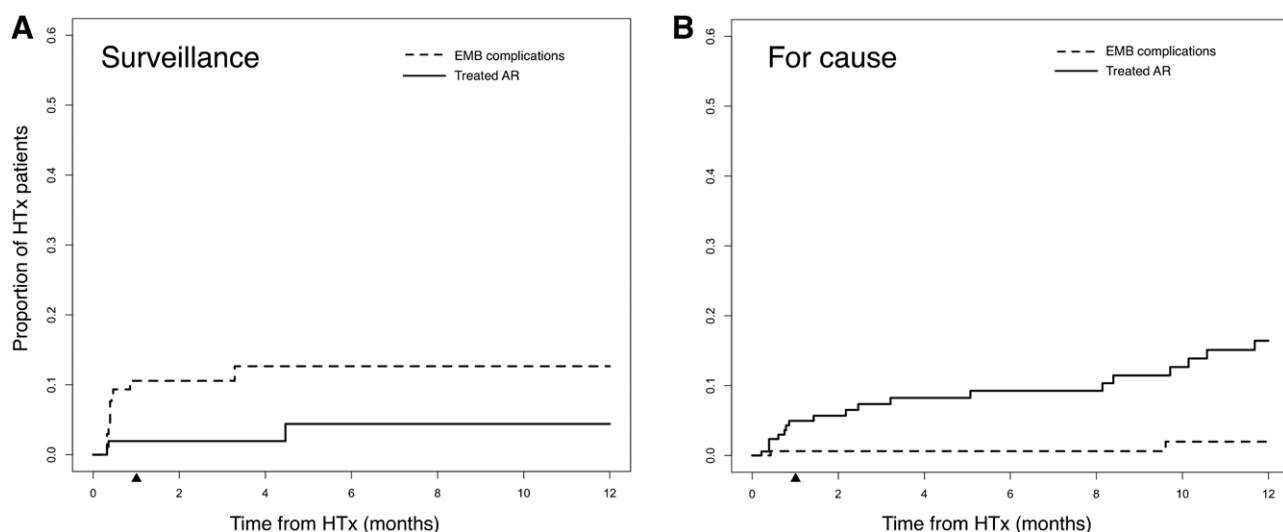 A
Surveillance
EMB complications
Treated AR
Proportion of HTx patients
0.6
0.5
0.4
0.3
0.2
0.1
0.0
0 2 4 6 8 10 12
Time from HTx (months)
B
For cause
EMB complications
Treated AR
0.6
0.5
0.4
0.3
0.2
0.1
0.0
0 2 4 6 8 10 12
Time from HTx (months)